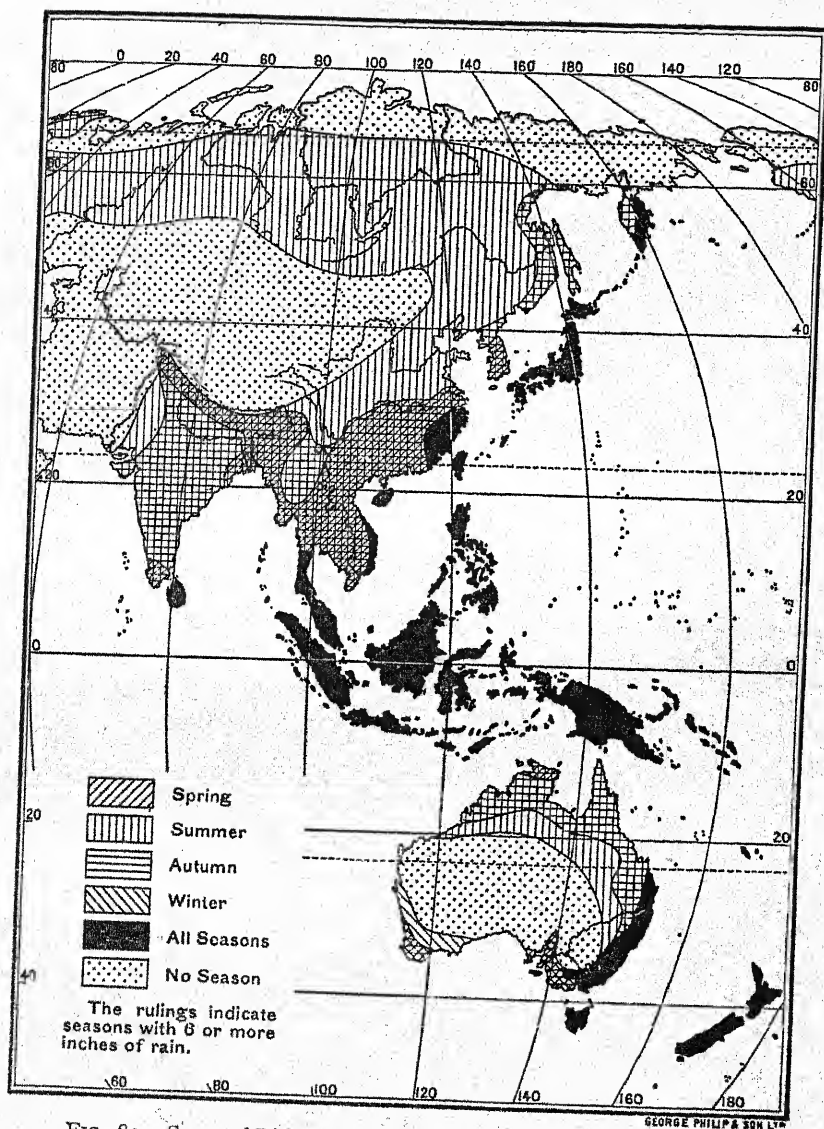 80 0 20 40 60 80 100 120 140 160 180 160 140 120 80
60 60
40 40
20 20
0 0
Spring
Summer
20 20
Autumn
Winter
All Seasons
No Season
40
The rulings indicate
seasons with 6 or more
inches of rain.
60 80 100 120 140 160 180
GEORGE PHILIP & SON LTD